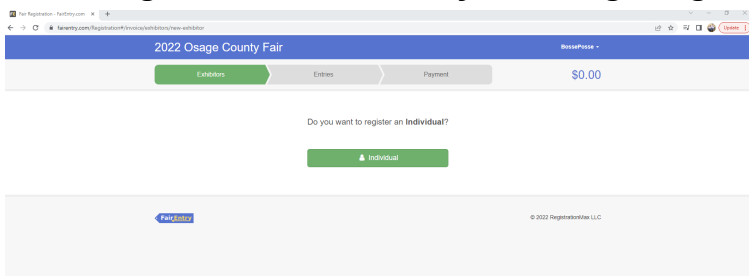 Fair Registration - FairEntry.com
fairentry.com/Registration#/invoice/exhibitors/new-exhibitor
Update
2022 Osage County Fair
BossePosse
Exhibitors
Entries
Payment
$0.00
Do you want to register an Individual?
Individual
FairEntry
© 2022 RegistrationMax LLC